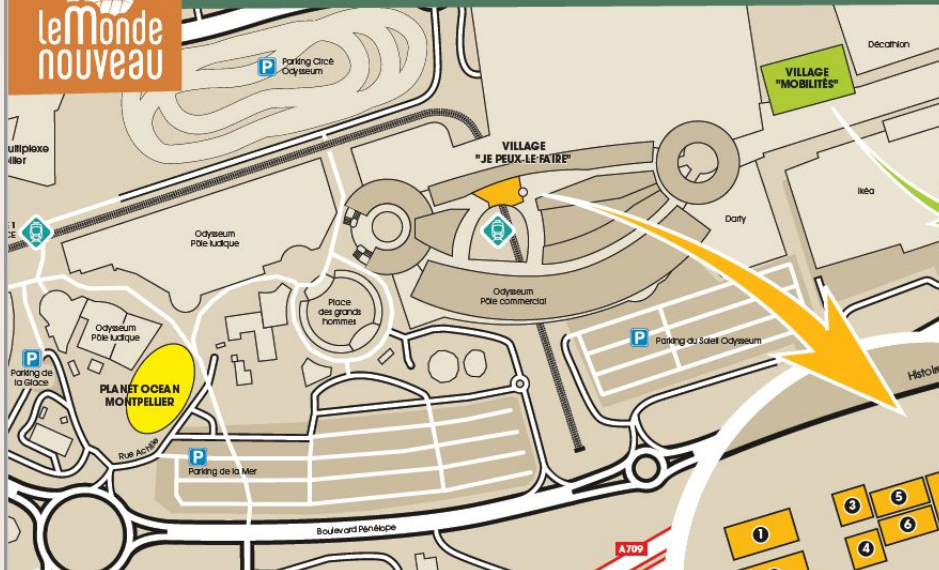 leMonde
nouveau
Parking Circé
Odysseum
Décathlon
VILLAGE
"MOBILITÉS"
VILLAGE
"JE PEUX LE FAIRE"
Ikéa
Darty
Odysseum
Pôle ludique
Odysseum
Pôle commercial
Place
des grands
hommes
Odysseum
Pôle ludique
P
Parking du Soleil Odysseum
P
Parking de
la Glace
PLANET OCEAN
MONTPELLIER
Rue Achille
P
Parking de la Mer
Boulevard Pénélope
A709
P
1
3
4
5
6